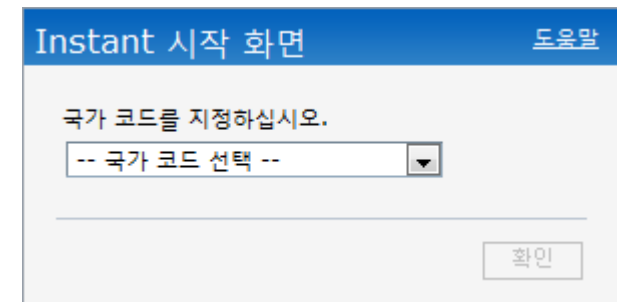 Instant 시작 화면
도움말
국가 코드를 지정하십시오.
-- 국가 코드 선택 --
확인